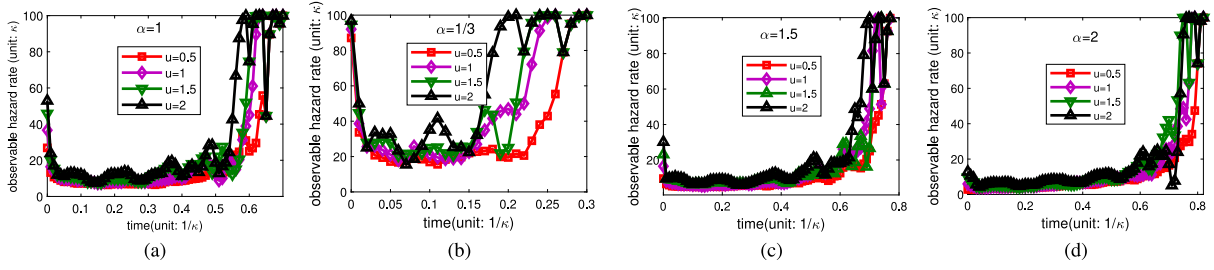 observable hazard rate (unit: κ)
100
80
60
40
20
0
α=1
u=0.5
u=1
u=1.5
u=2
0 0.1 0.2 0.3 0.4 0.5 0.6
time(unit: 1/κ)
(a)
observable hazard rate (unit: κ)
100
80
60
40
20
0
α=1/3
u=0.5
u=1
u=1.5
u=2
0 0.05 0.1 0.15 0.2 0.25 0.3
time(unit: 1/κ)
(b)
observable hazard rate (unit: κ)
100
80
60
40
20
0
α=1.5
u=0.5
u=1
u=1.5
u=2
0 0.2 0.4 0.6 0.8
time(unit: 1/κ)
(c)
observable hazard rate (unit: κ)
100
80
60
40
20
0
α=2
u=0.5
u=1
u=1.5
u=2
0 0.2 0.4 0.6 0.8
time(unit: 1/κ)
(d)